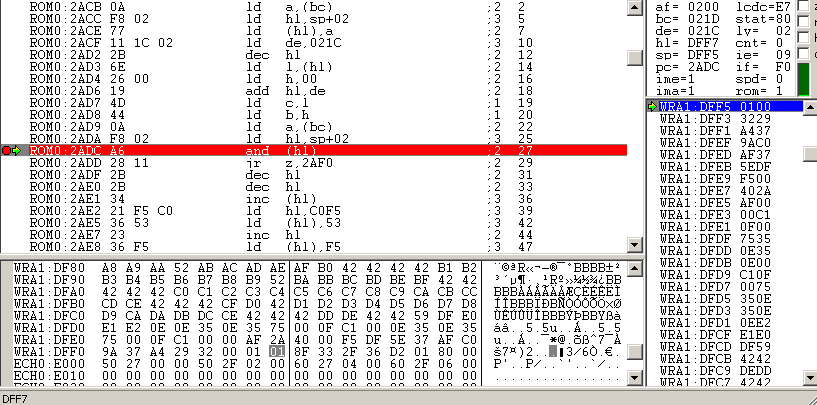 ROM0:2ACB 0A ld a,(bc) ;2 2
ROM0:2ACC F8 02 ld hl,sp+02 ;3 5
ROM0:2ACE 77 ld (hl),a ;2 7
ROM0:2ACF 11 1C 02 ld de,021C ;3 10
ROM0:2AD2 2B dec hl ;2 12
ROM0:2AD3 6E ld l,(hl) ;2 14
ROM0:2AD4 26 00 ld h,00 ;2 16
ROM0:2AD6 19 add hl,de ;2 18
ROM0:2AD7 4D ld c,l ;1 19
ROM0:2AD8 44 ld b,h ;1 20
ROM0:2AD9 0A ld a,(bc) ;2 22
ROM0:2ADA F8 02 ld hl,sp+02 ;3 25
ROM0:2ADC A6 and (hl) ;2 27
ROM0:2ADD 28 11 jr z,2AF0 ;2 29
ROM0:2ADF 2B dec hl ;2 31
ROM0:2AE0 2B dec hl ;2 33
ROM0:2AE1 34 inc (hl) ;3 36
ROM0:2AE2 21 F5 C0 ld hl,C0F5 ;3 39
ROM0:2AE5 36 53 ld (hl),53 ;3 42
ROM0:2AE7 23 inc hl ;2 44
ROM0:2AE8 36 F5 ld (hl),F5 ;3 47
af= 0200 lcdc=E7
bc= 021D stat=80
de= 021C lv= 02
hl= DFF7 cnt= 0
sp= DFF5 ie= 09
pc= 2ADC if= F0
ime=1 spd= 0
ima=1 rom= 1
WRA1:DFF5 0100
WRA1:DFF3 3229
WRA1:DFF1 A437
WRA1:DFEF 9AC0
WRA1:DFED AF37
WRA1:DFEB 5EDF
WRA1:DFE9 F500
WRA1:DFE7 402A
WRA1:DFE5 AF00
WRA1:DFE3 00C1
WRA1:DFE1 0F00
WRA1:DFDF 7535
WRA1:DFDD 0E35
WRA1:DFDB 0E00
WRA1:DFD9 C10F
WRA1:DFD7 0075
WRA1:DFD5 350E
WRA1:DFD3 350E
WRA1:DFD1 0EE2
WRA1:DFCF E1E0
WRA1:DFCD DF59
WRA1:DFCB 4242
WRA1:DFC9 DEDD
WRA1:DFC7 4242
WRA1:DF80 A8 A9 AA 52 AB AC AD AE AF B0 42 42 42 42 B1 B2
WRA1:DF90 B3 B4 B5 B6 B7 B8 B9 52 BA BB BC BD BE BF 42 42
WRA1:DFA0 42 42 42 C0 C1 C2 C3 C4 C5 C6 C7 C8 C9 CA CB CC
WRA1:DFB0 CD CE 42 42 42 CF D0 42 D1 D2 D3 D4 D5 D6 D7 D8
WRA1:DFC0 D9 CA DA DB DC CE 42 42 42 DD DE 42 42 59 DF E0
WRA1:DFD0 E1 E2 0E 0E 35 0E 35 75 00 0F C1 00 0E 35 0E 35
WRA1:DFE0 75 00 0F C1 00 00 AF 2A 40 00 F5 DF 5E 37 AF C0
WRA1:DFF0 9A 37 A4 29 32 00 01 01 8F 33 2F 36 D2 01 80 00
ECH0:E000 50 27 00 00 50 2F 02 00 60 27 04 00 60 2F 06 00
ECH0:E010 00 00 00 00 00 00 00 00 00 00 00 00 00 00 00 00
DFF7